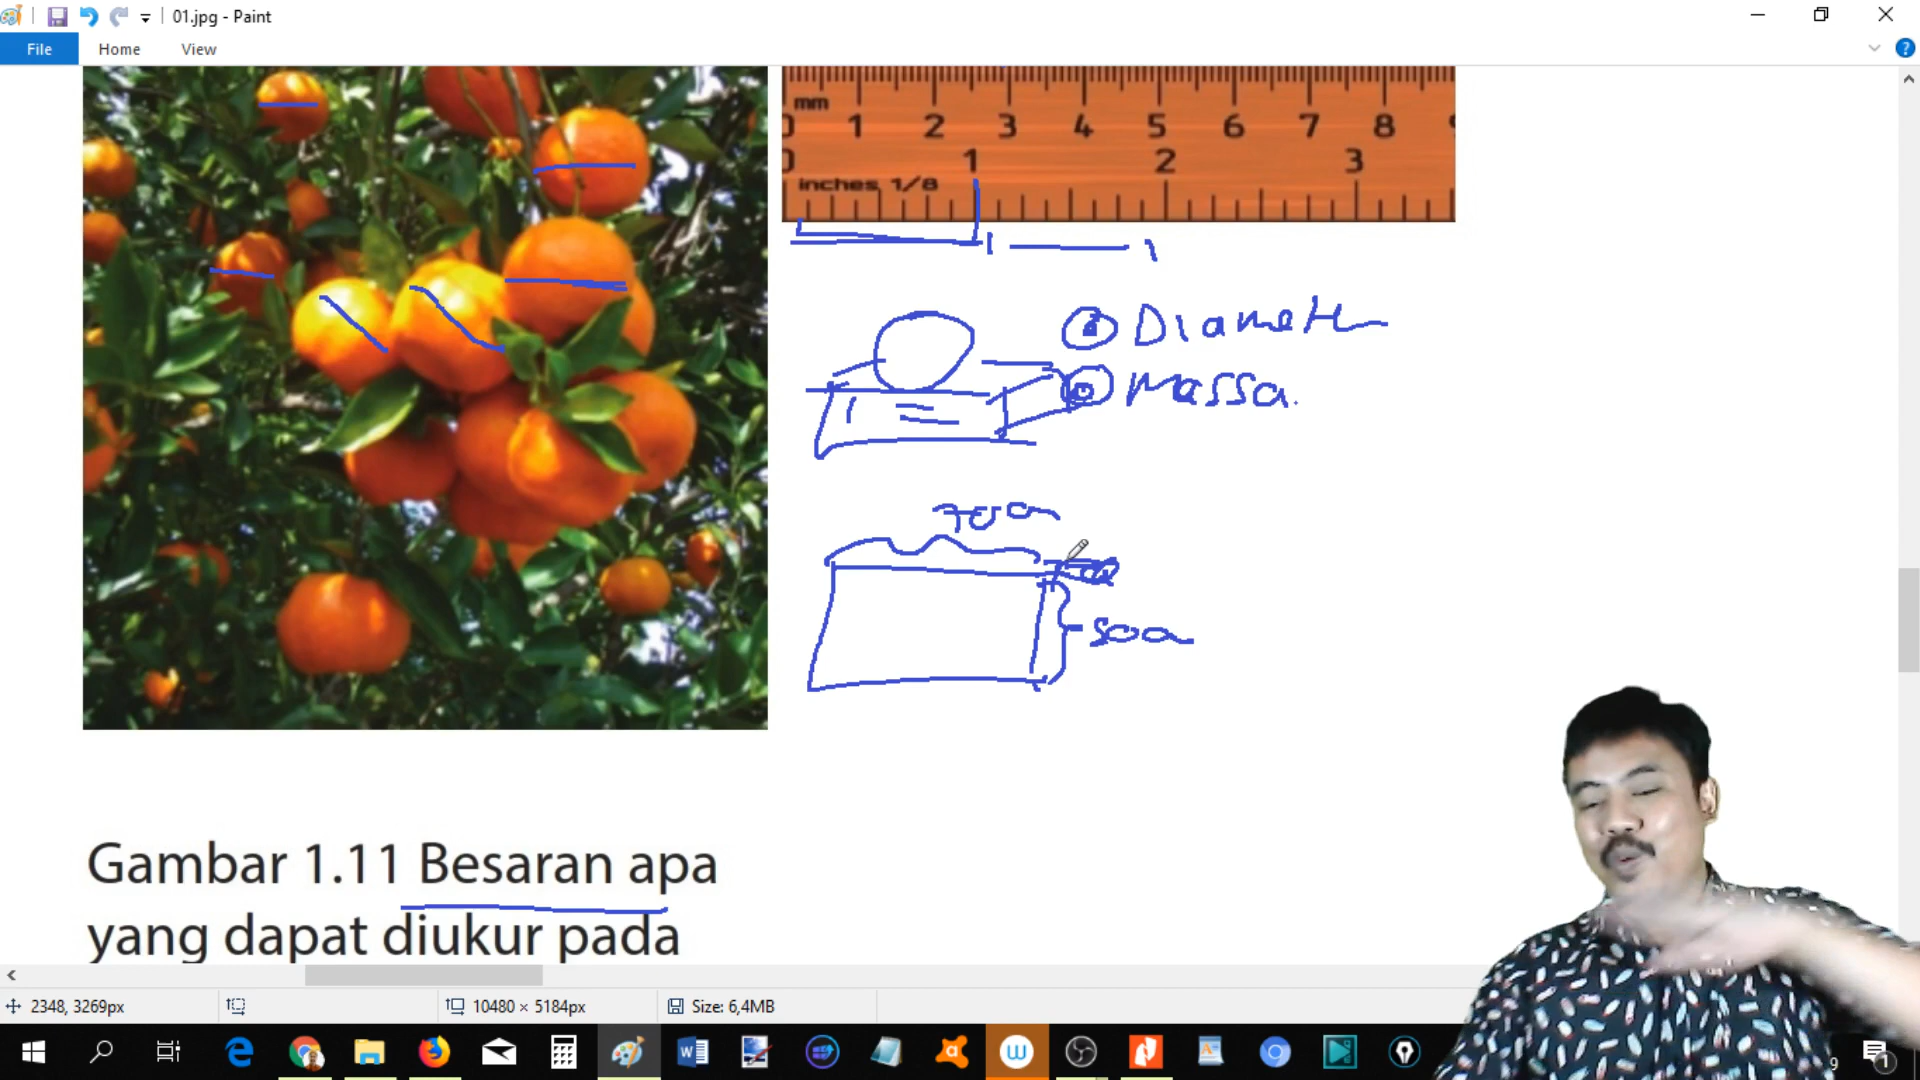 01.jpg - Paint
File Home View
mm
0 1 2 3 4 5 6 7 8
0 1 2 3
inches 1/8
Diameter
Massa.
Gambar 1.11 Besaran apa
yang dapat diukur pada
2348, 3269px
10480 × 5184px
Size: 6,4MB